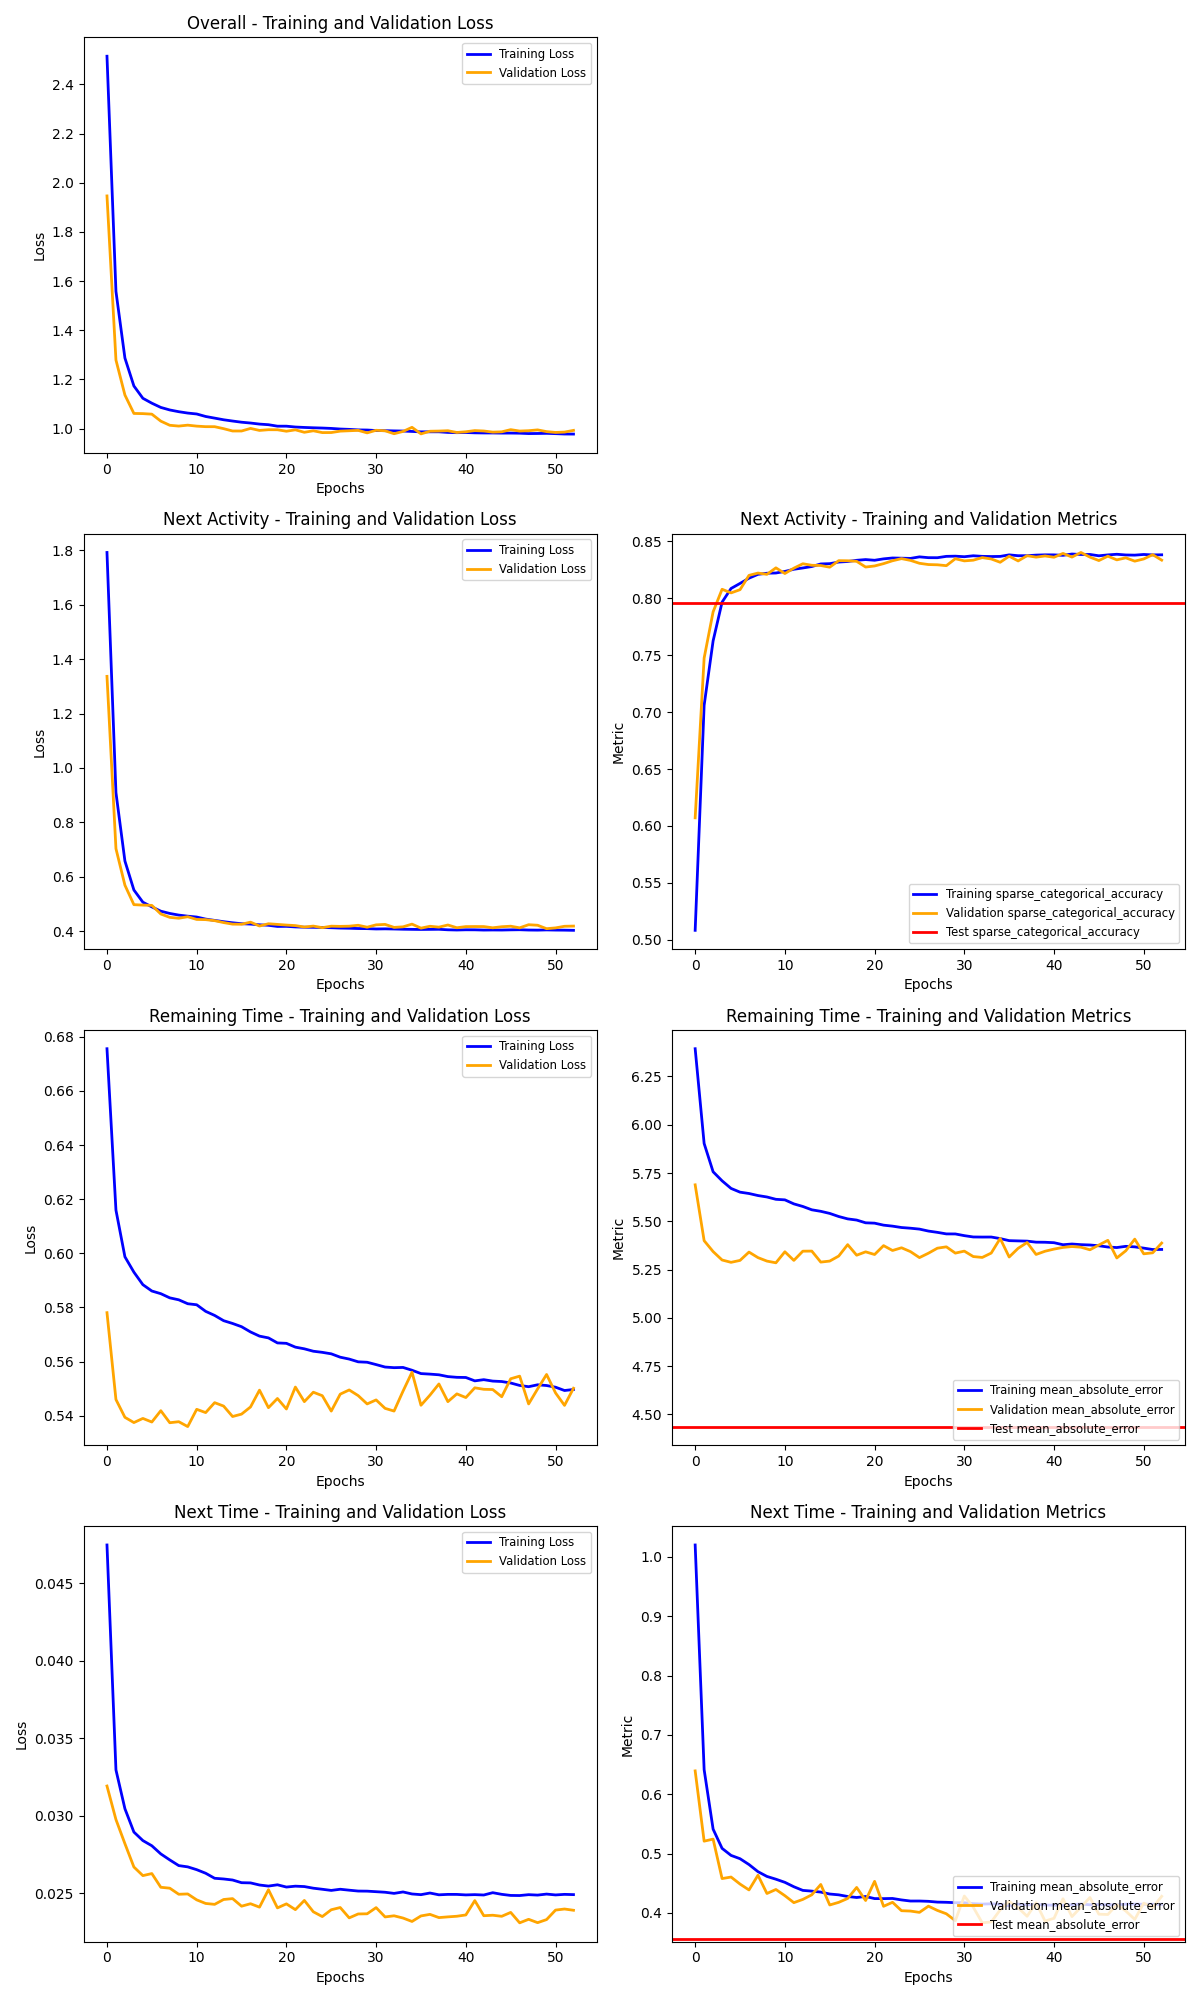 Overall - Training and Validation Loss
Training Loss
Validation Loss
Loss
2.4
2.2
2.0
1.8
1.6
1.4
1.2
1.0
0 10 20 30 40 50
Epochs
Next Activity - Training and Validation Loss
Training Loss
Validation Loss
Loss
1.8
1.6
1.4
1.2
1.0
0.8
0.6
0.4
0 10 20 30 40 50
Epochs
Next Activity - Training and Validation Metrics
Metric
0.85
0.80
0.75
0.70
0.65
0.60
0.55
0.50
Training sparse_categorical_accuracy
Validation sparse_categorical_accuracy
Test sparse_categorical_accuracy
0 10 20 30 40 50
Epochs
Remaining Time - Training and Validation Loss
Training Loss
Validation Loss
Loss
0.68
0.66
0.64
0.62
0.60
0.58
0.56
0.54
0 10 20 30 40 50
Epochs
Remaining Time - Training and Validation Metrics
Metric
6.25
6.00
5.75
5.50
5.25
5.00
4.75
4.50
Training mean_absolute_error
Validation mean_absolute_error
Test mean_absolute_error
0 10 20 30 40 50
Epochs
Next Time - Training and Validation Loss
Training Loss
Validation Loss
Loss
0.045
0.040
0.035
0.030
0.025
0 10 20 30 40 50
Epochs
Next Time - Training and Validation Metrics
Metric
1.0
0.9
0.8
0.7
0.6
0.5
0.4
Training mean_absolute_error
Validation mean_absolute_error
Test mean_absolute_error
0 10 20 30 40 50
Epochs